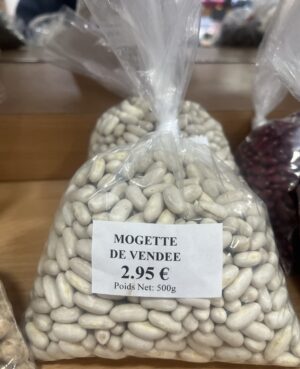 MOGETTE
DE VENDEE
2.95 €
Poids Net: 500g